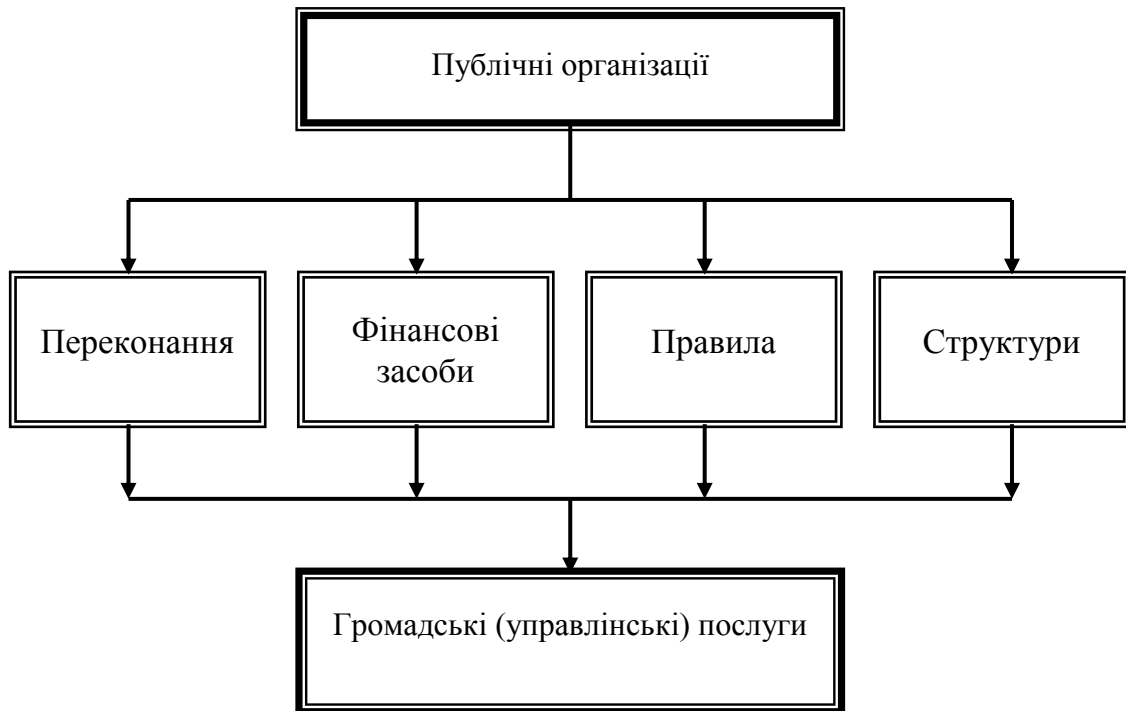 Публічні організації
Переконання
Фінансові
засоби
Правила
Структури
Громадські (управлінські) послуги